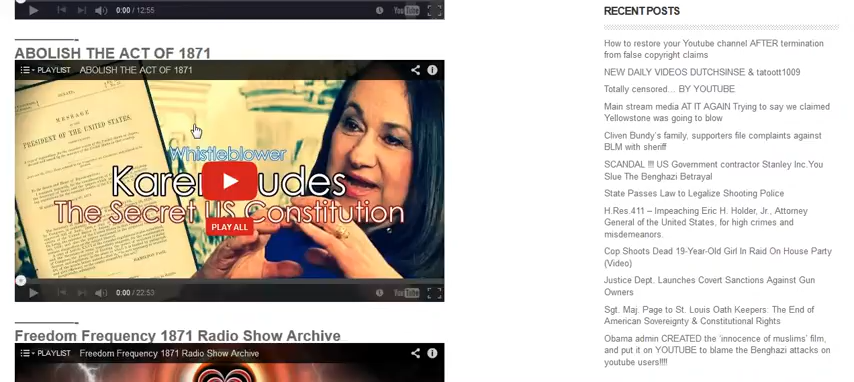 0:00 / 12:55
YouTube
ABOLISH THE ACT OF 1871
PLAYLIST ABOLISH THE ACT OF 1871
MESSAGE
PRESIDENT OF THE UNITED STATES,
Whistleblower
Karen Hudes
The Secret US Constitution
PLAY ALL
0:00 / 22:53
YouTube
Freedom Frequency 1871 Radio Show Archive
PLAYLIST Freedom Frequency 1871 Radio Show Archive
RECENT POSTS
How to restore your Youtube channel AFTER termination
from false copyright claims
NEW DAILY VIDEOS DUTCHSINSE & tatoott1009
Totally censored… BY YOUTUBE
Main stream media AT IT AGAIN Trying to say we claimed
Yellowstone was going to blow
Cliven Bundy's family, supporters file complaints against
BLM with sheriff
SCANDAL !!! US Government contractor Stanley Inc.You
Slue The Benghazi Betrayal
State Passes Law to Legalize Shooting Police
H.Res.411 – Impeaching Eric H. Holder, Jr., Attorney
General of the United States, for high crimes and
misdemeanors.
Cop Shoots Dead 19-Year-Old Girl In Raid On House Party
(Video)
Justice Dept. Launches Covert Sanctions Against Gun
Owners
Sgt. Maj. Page to St. Louis Oath Keepers: The End of
American Sovereignty & Constitutional Rights
Obama admin CREATED the 'innocence of muslims' film,
and put it on YOUTUBE to blame the Benghazi attacks on
youtube users!!!!